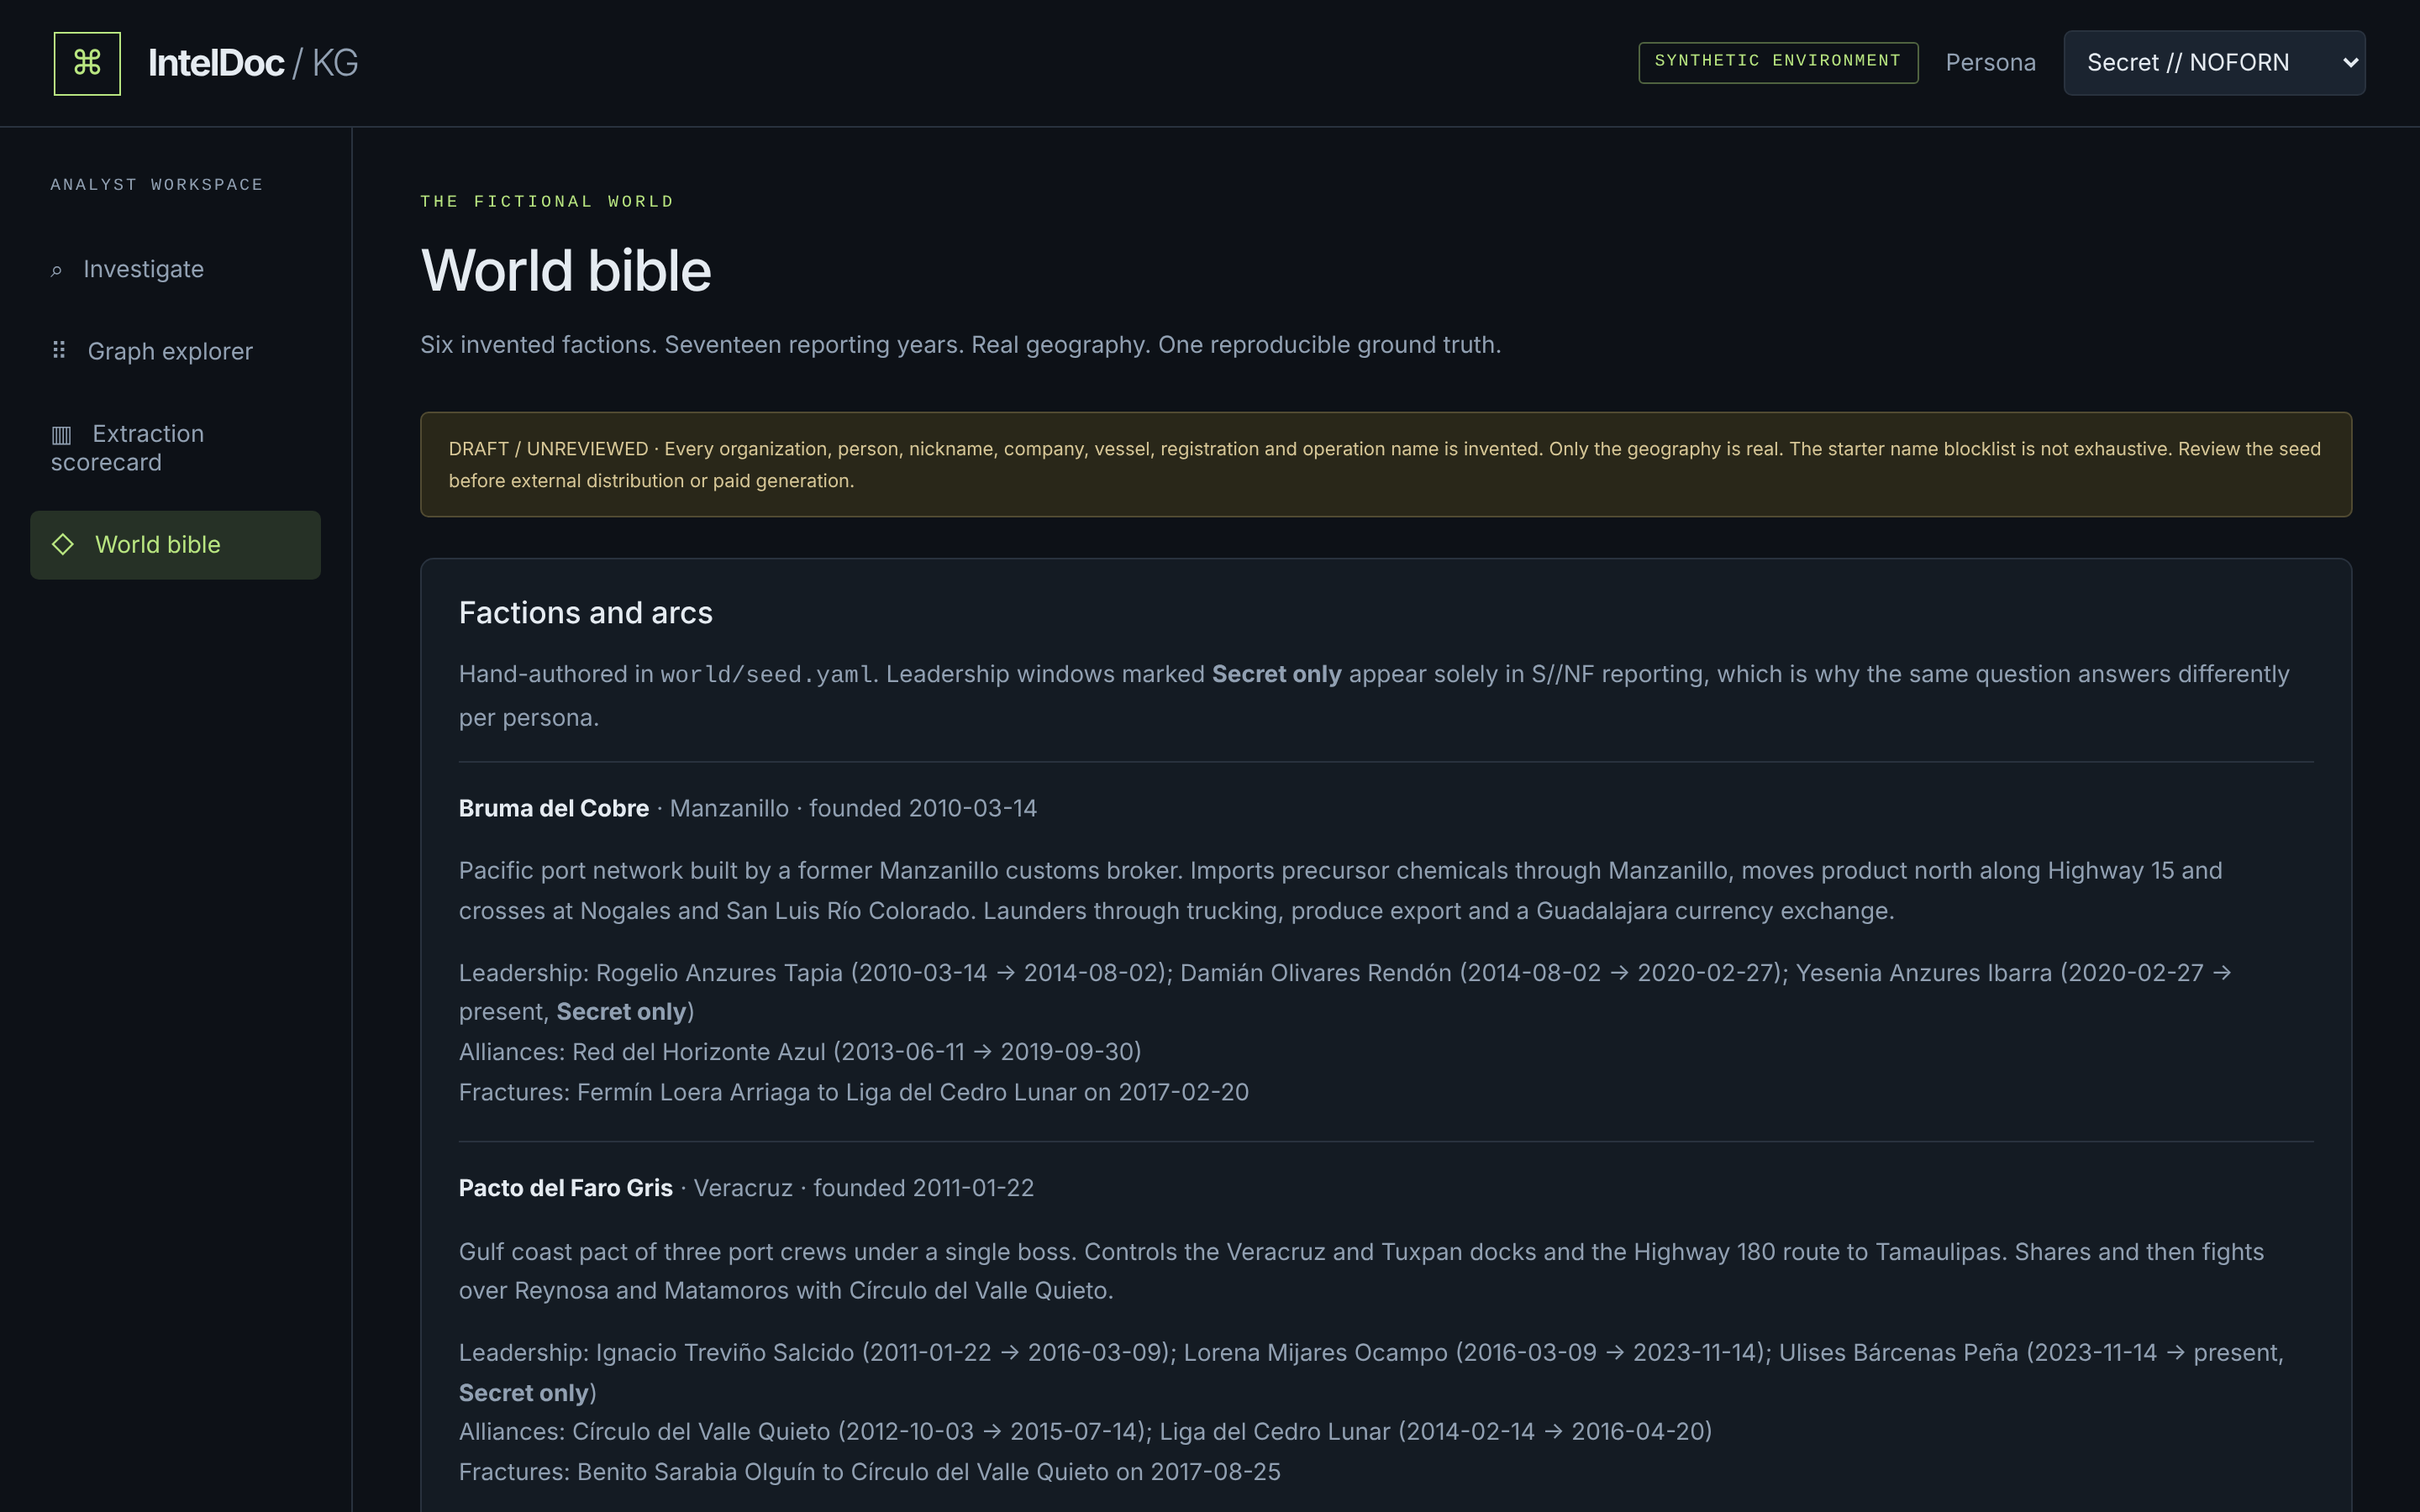 ⌘ IntelDoc / KG
SYNTHETIC ENVIRONMENT Persona Secret // NOFORN
ANALYST WORKSPACE
Investigate
Graph explorer
Extraction
scorecard
World bible
THE FICTIONAL WORLD
World bible
Six invented factions. Seventeen reporting years. Real geography. One reproducible ground truth.
DRAFT / UNREVIEWED · Every organization, person, nickname, company, vessel, registration and operation name is invented. Only the geography is real. The starter name blocklist is not exhaustive. Review the seed
before external distribution or paid generation.
Factions and arcs
Hand-authored in world/seed.yaml. Leadership windows marked Secret only appear solely in S//NF reporting, which is why the same question answers differently
per persona.
Bruma del Cobre · Manzanillo · founded 2010-03-14
Pacific port network built by a former Manzanillo customs broker. Imports precursor chemicals through Manzanillo, moves product north along Highway 15 and
crosses at Nogales and San Luis Río Colorado. Launders through trucking, produce export and a Guadalajara currency exchange.
Leadership: Rogelio Anzures Tapia (2010-03-14 → 2014-08-02); Damián Olivares Rendón (2014-08-02 → 2020-02-27); Yesenia Anzures Ibarra (2020-02-27 →
present, Secret only)
Alliances: Red del Horizonte Azul (2013-06-11 → 2019-09-30)
Fractures: Fermín Loera Arriaga to Liga del Cedro Lunar on 2017-02-20
Pacto del Faro Gris · Veracruz · founded 2011-01-22
Gulf coast pact of three port crews under a single boss. Controls the Veracruz and Tuxpan docks and the Highway 180 route to Tamaulipas. Shares and then fights
over Reynosa and Matamoros with Círculo del Valle Quieto.
Leadership: Ignacio Treviño Salcido (2011-01-22 → 2016-03-09); Lorena Mijares Ocampo (2016-03-09 → 2023-11-14); Ulises Bárcenas Peña (2023-11-14 → present,
Secret only)
Alliances: Círculo del Valle Quieto (2012-10-03 → 2015-07-14); Liga del Cedro Lunar (2014-02-14 → 2016-04-20)
Fractures: Benito Sarabia Olguín to Círculo del Valle Quieto on 2017-08-25